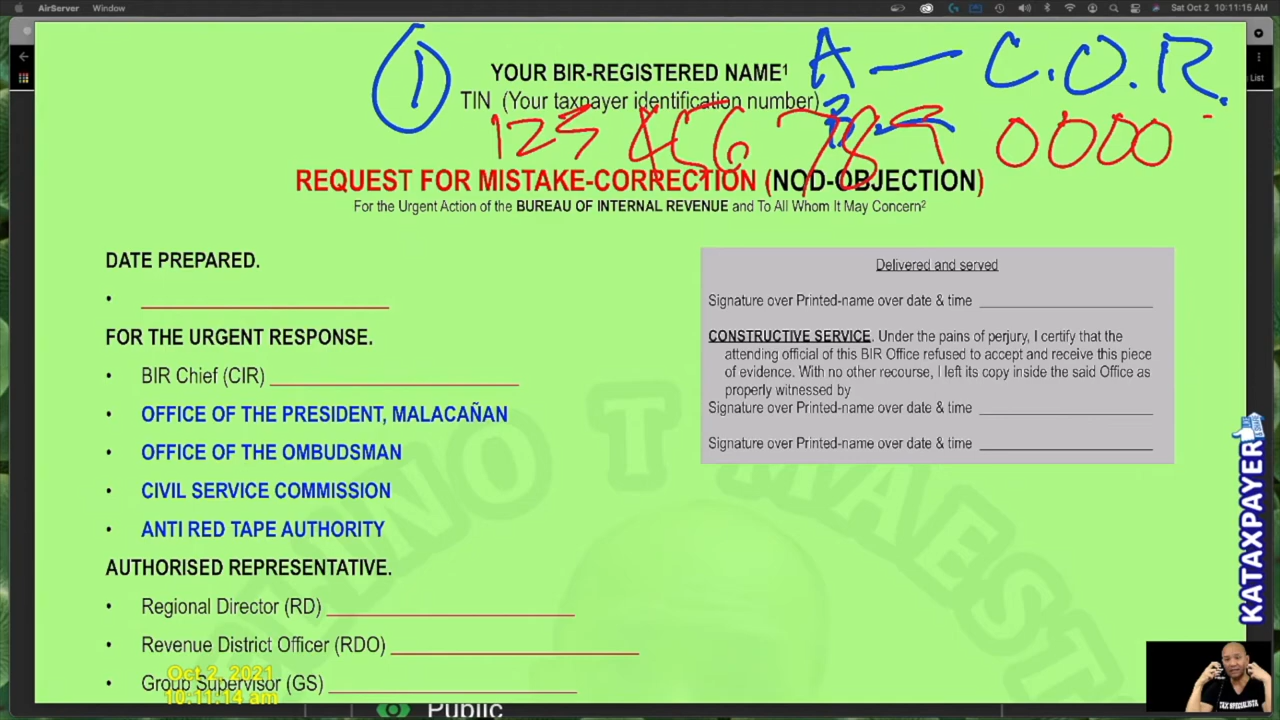 AirServer Window
Sat Oct 2 10:11:15 AM
1
A — C.O.R.
YOUR BIR-REGISTERED NAME¹
TIN (Your taxpayer identification number)
123 456 789 0000
REQUEST FOR MISTAKE-CORRECTION (NOD-OBJECTION)
For the Urgent Action of the BUREAU OF INTERNAL REVENUE and To All Whom It May Concern²
DATE PREPARED.
•
FOR THE URGENT RESPONSE.
• BIR Chief (CIR)
• OFFICE OF THE PRESIDENT, MALACAÑAN
• OFFICE OF THE OMBUDSMAN
• CIVIL SERVICE COMMISSION
• ANTI RED TAPE AUTHORITY
AUTHORISED REPRESENTATIVE.
• Regional Director (RD)
• Revenue District Officer (RDO)
• Group Supervisor (GS)
Delivered and served
Signature over Printed-name over date & time
CONSTRUCTIVE SERVICE. Under the pains of perjury, I certify that the
attending official of this BIR Office refused to accept and receive this piece
of evidence. With no other recourse, I left its copy inside the said Office as
properly witnessed by
Signature over Printed-name over date & time
Signature over Printed-name over date & time
Oct 2, 2021
10:11:14 am
Public
List
KATAXPAYER
TAX SPECIALISTA